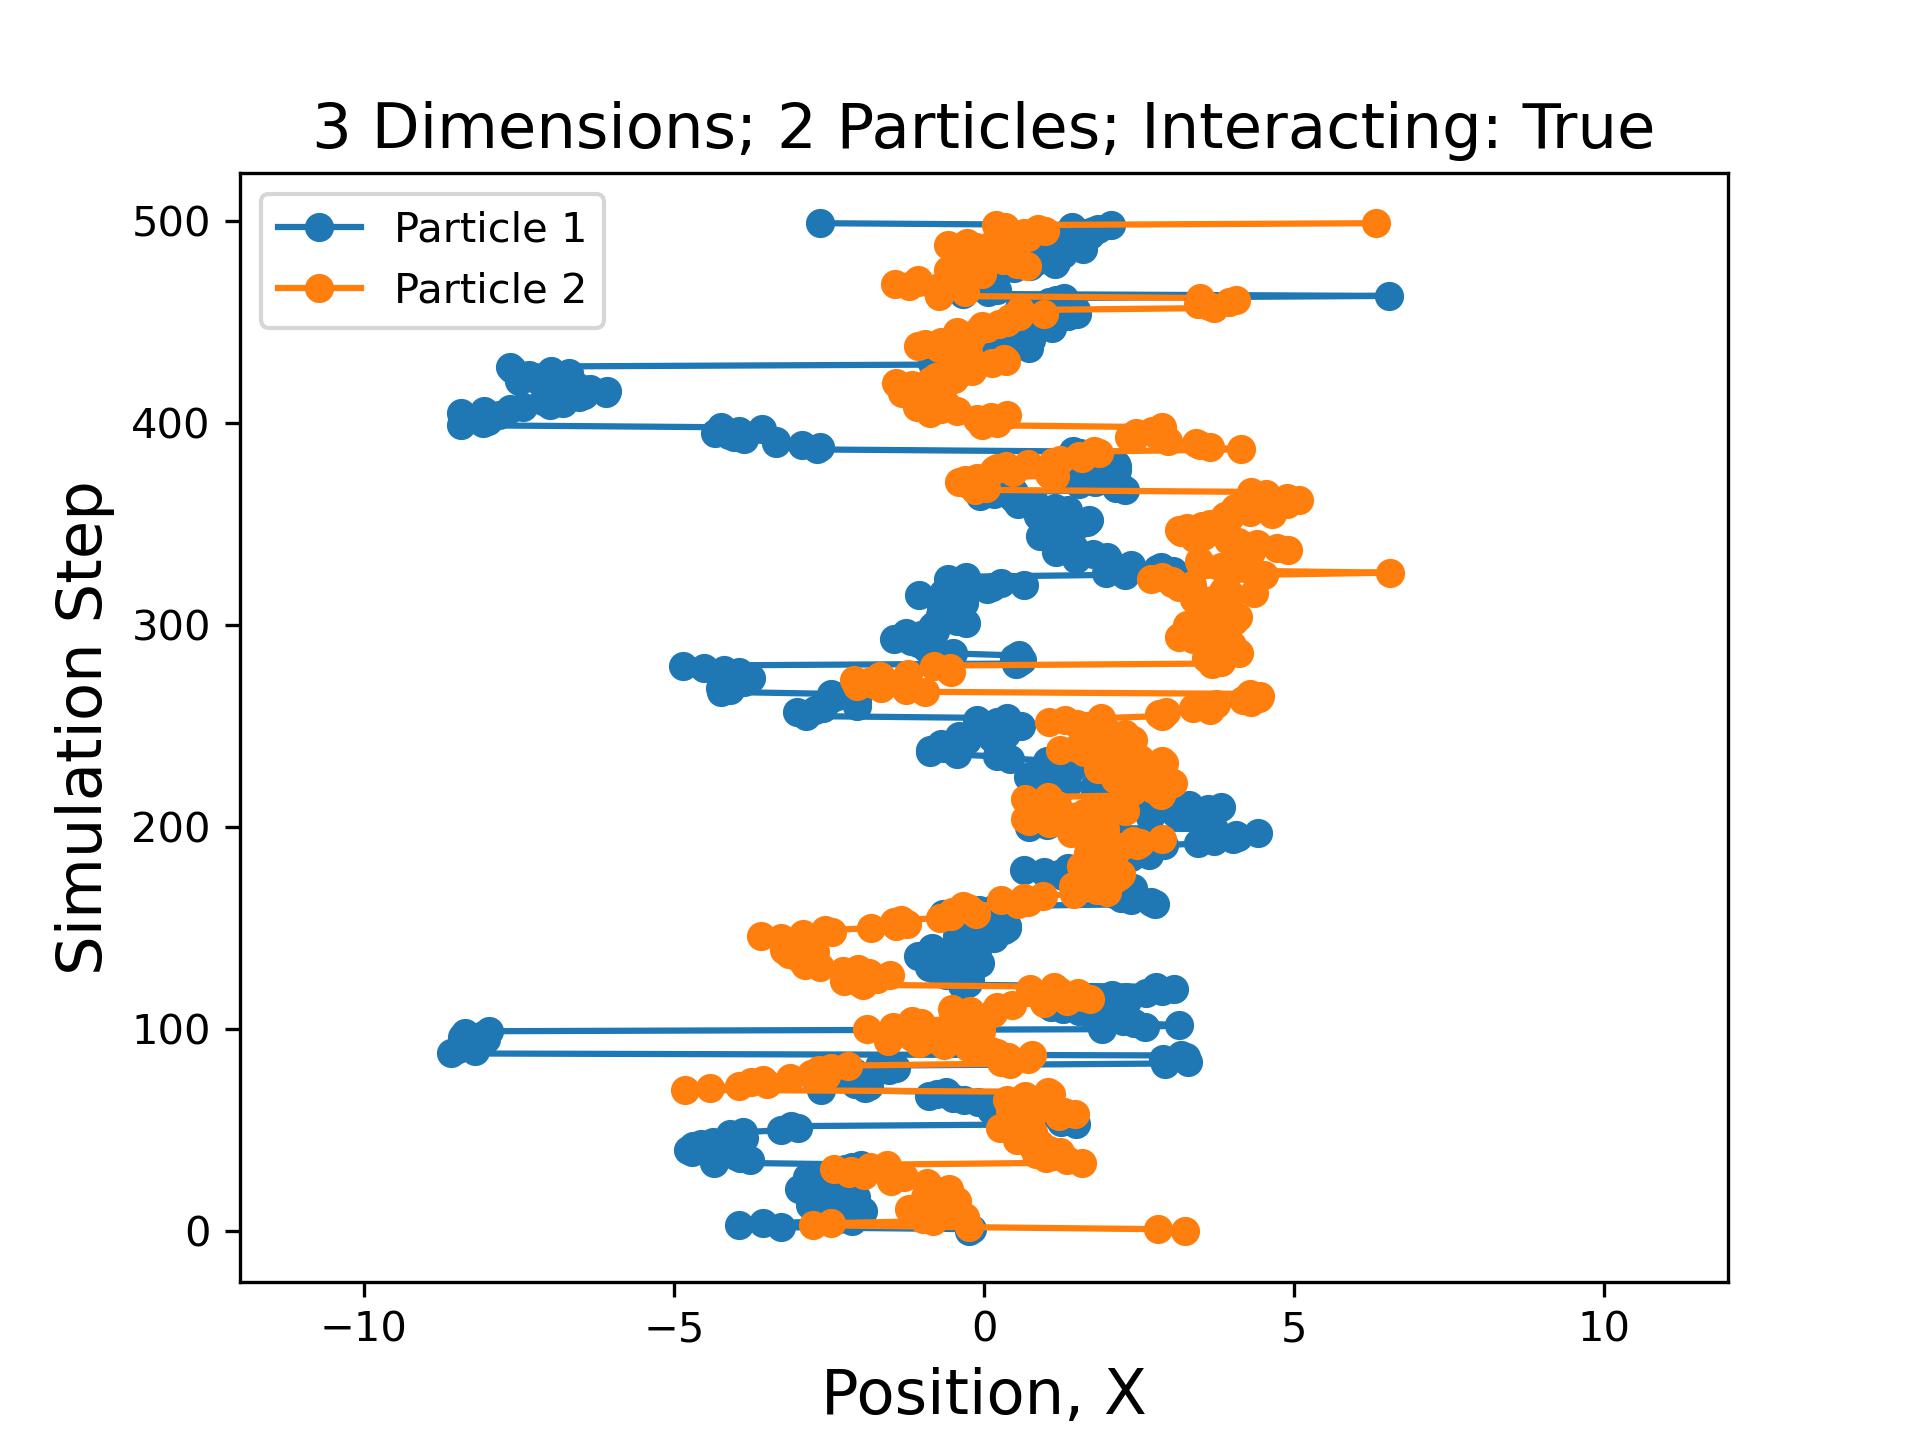 3 Dimensions; 2 Particles; Interacting: True
Particle 1
Particle 2
500
400
300
200
100
0
Simulation Step
−10
−5
0
5
10
Position, X